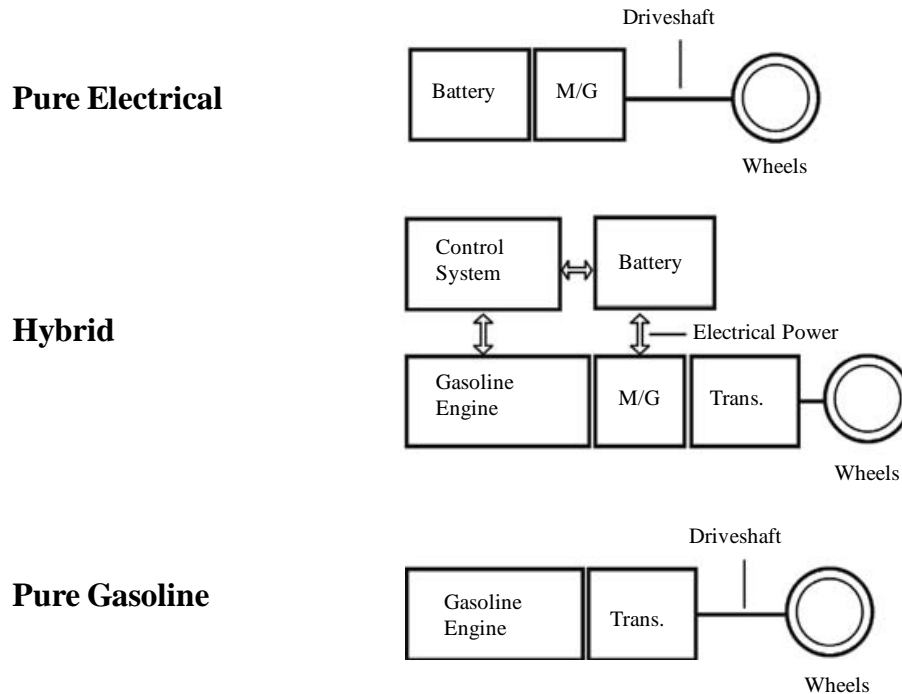 Driveshaft
Pure Electrical
Battery
M/G
Wheels
Control
System
Battery
Hybrid
Electrical Power
Gasoline
Engine
M/G
Trans.
Wheels
Driveshaft
Pure Gasoline
Gasoline
Engine
Trans.
Wheels